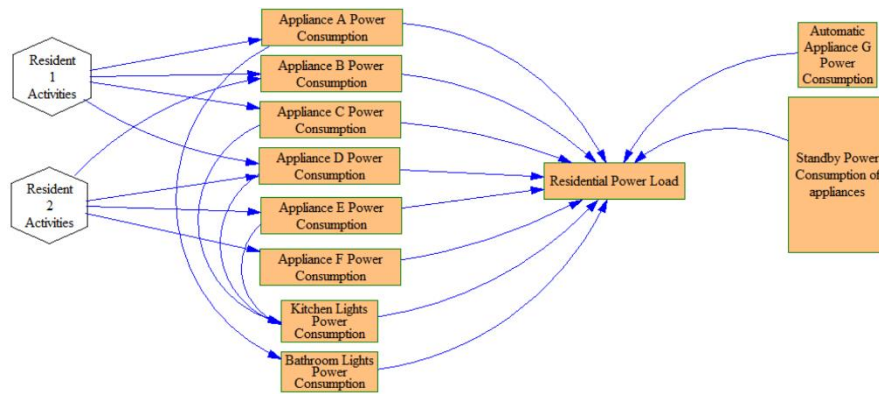 Resident
1
Activities
Resident
2
Activities
Appliance A Power
Consumption
Appliance B Power
Consumption
Appliance C Power
Consumption
Appliance D Power
Consumption
Appliance E Power
Consumption
Appliance F Power
Consumption
Kitchen Lights
Power
Consumption
Bathroom Lights
Power
Consumption
Residential Power Load
Automatic
Appliance G
Power
Consumption
Standby Power
Consumption of
appliances